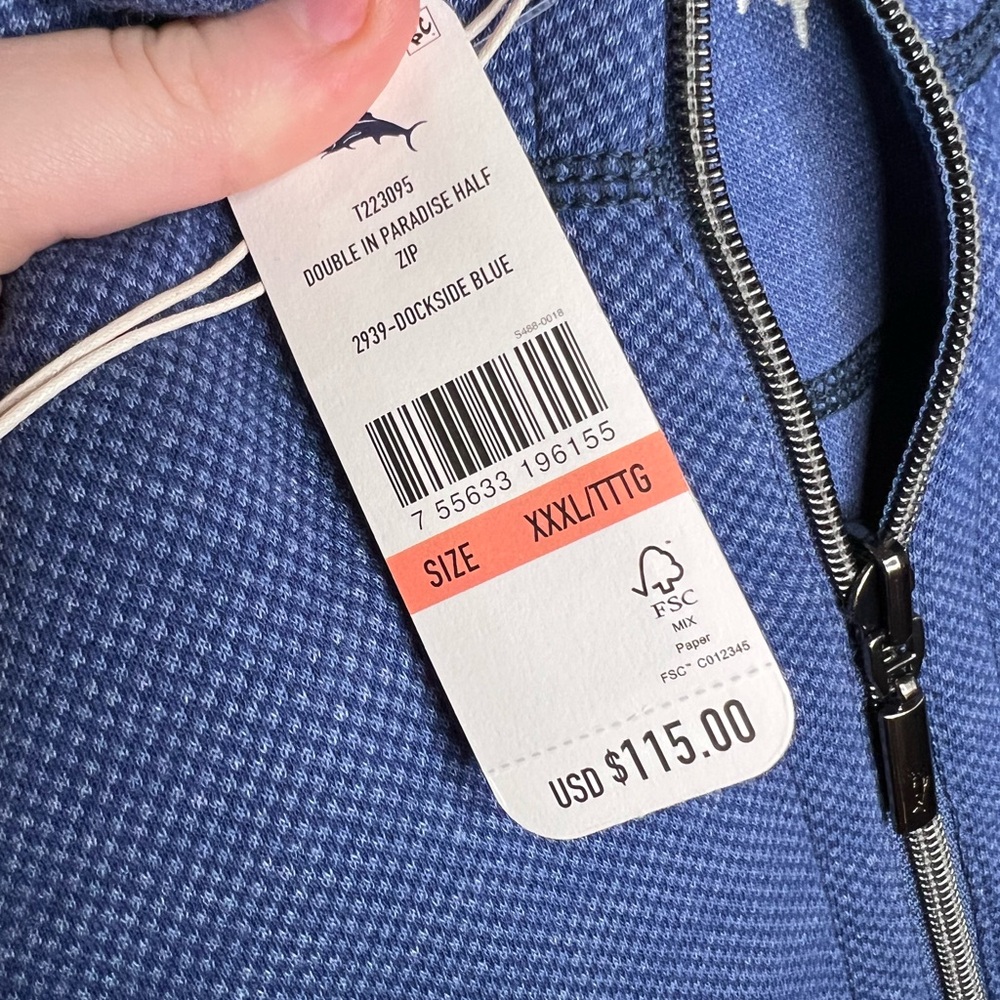 T223095
DOUBLE IN PARADISE HALF
ZIP
2939-DOCKSIDE BLUE
S488-0018
7 55633 196155
SIZE XXXL/TTTG
FSC
MIX
Paper
FSC™ C012345
USD $115.00